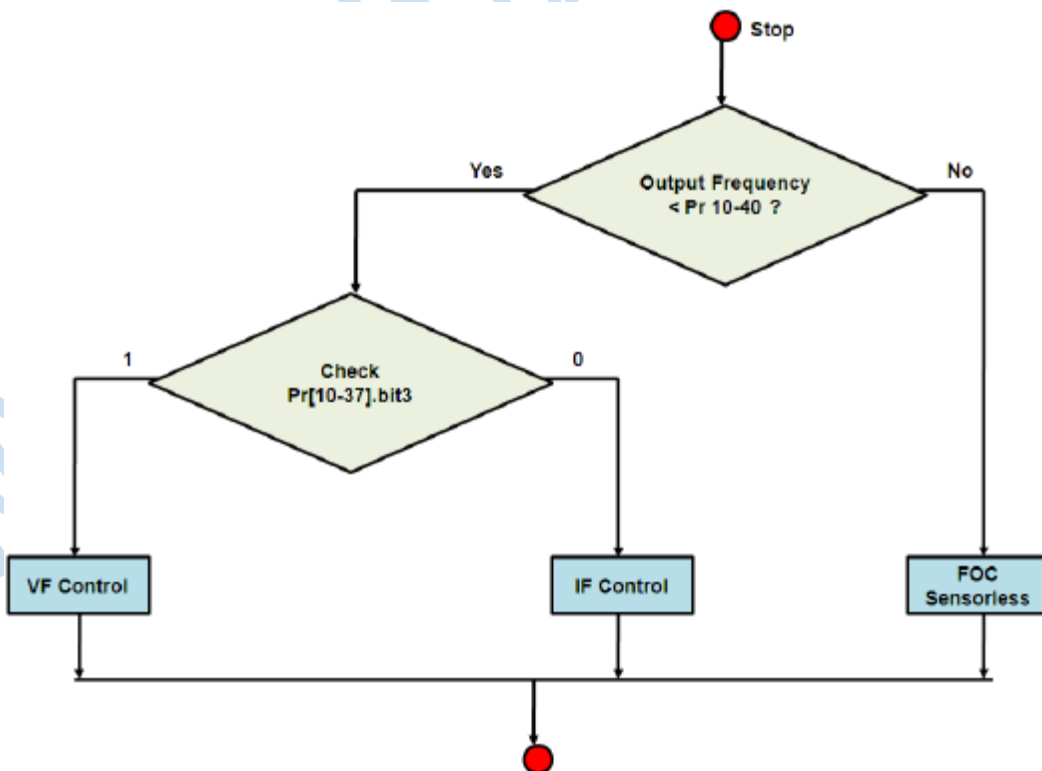 Stop
Output Frequency
< Pr 10-40 ?
Yes
No
Check
Pr[10-37].bit3
1
0
VF Control
IF Control
FOC
Sensorless